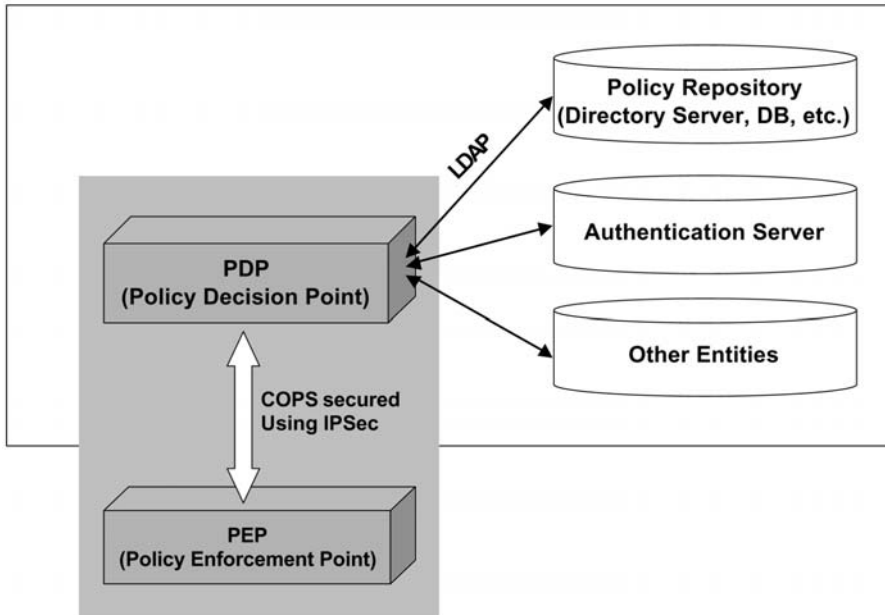 Policy Repository
(Directory Server, DB, etc.)
LDAP
Authentication Server
PDP
(Policy Decision Point)
Other Entities
COPS secured
Using IPSec
PEP
(Policy Enforcement Point)